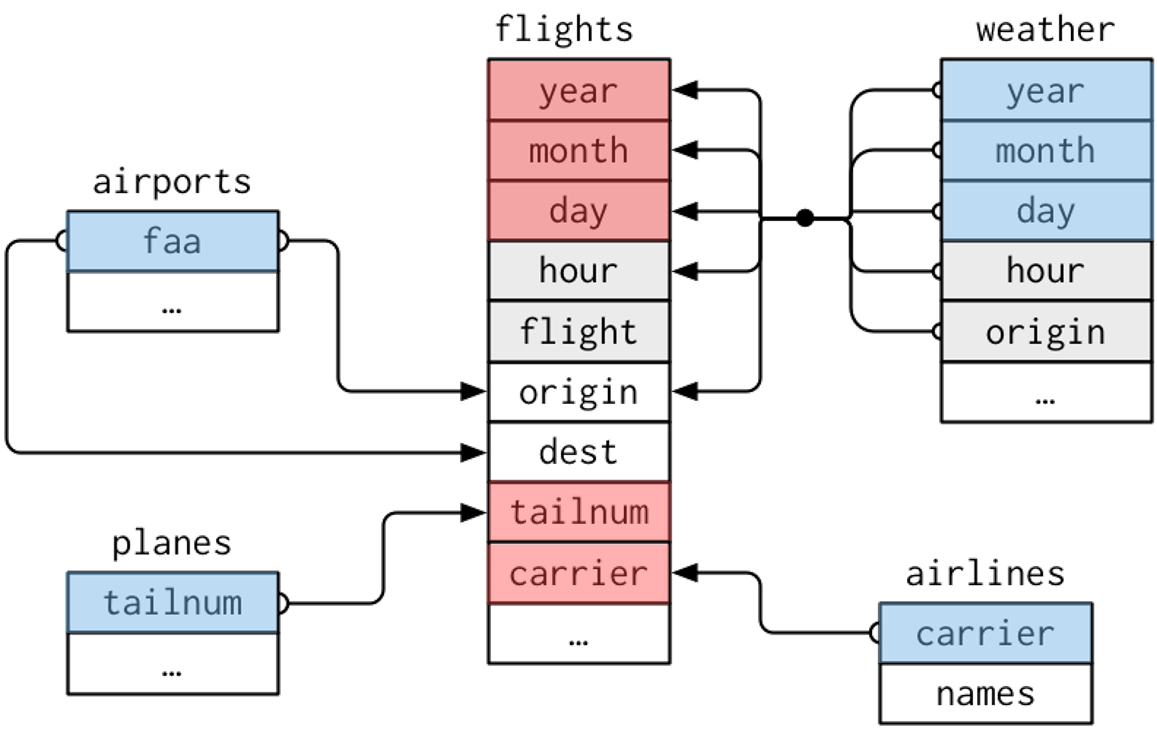 flights
year
month
day
hour
flight
origin
dest
tailnum
carrier
...
weather
year
month
day
hour
origin
...
airports
faa
...
planes
tailnum
...
airlines
carrier
names